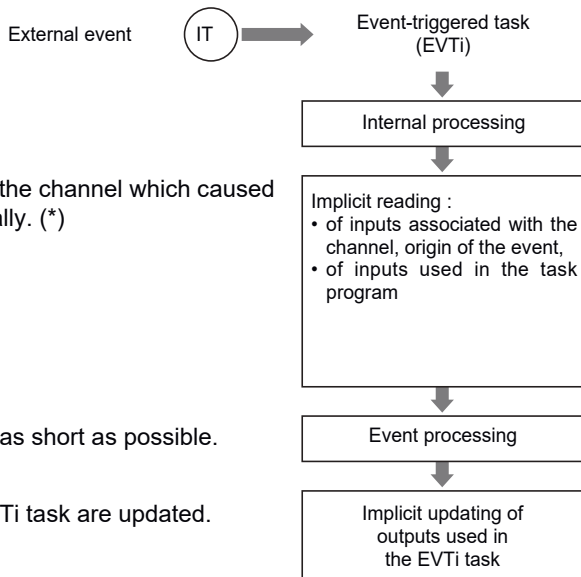 External event
IT
Event-triggered task
(EVTi)
Internal processing
the channel which caused
lly. (*)
Implicit reading :
• of inputs associated with the
channel, origin of the event,
• of inputs used in the task
program
as short as possible.
Event processing
Ti task are updated.
Implicit updating of
outputs used in
the EVTi task